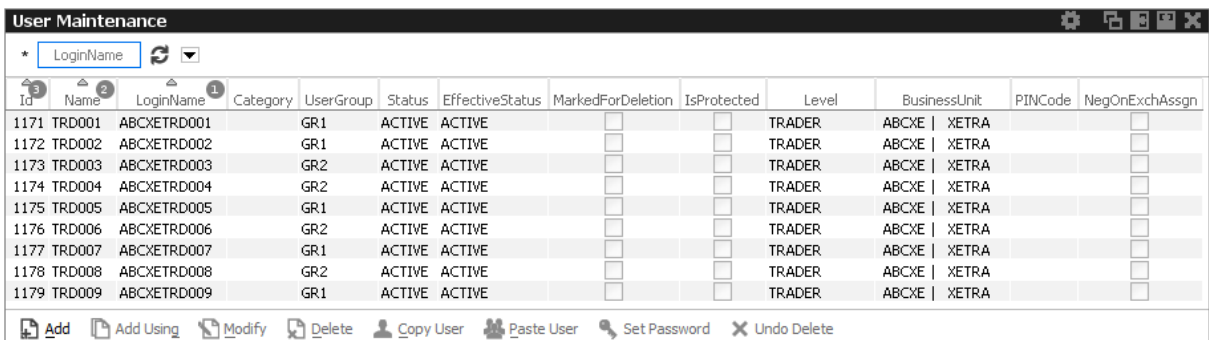 User Maintenance
* LoginName
Id 3 Name 2 LoginName 1 Category UserGroup Status EffectiveStatus MarkedForDeletion IsProtected Level BusinessUnit PINCode NegOnExchAssgn
1171 TRD001 ABCXETRD001 GR1 ACTIVE ACTIVE TRADER ABCXE | XETRA
1172 TRD002 ABCXETRD002 GR1 ACTIVE ACTIVE TRADER ABCXE | XETRA
1173 TRD003 ABCXETRD003 GR2 ACTIVE ACTIVE TRADER ABCXE | XETRA
1174 TRD004 ABCXETRD004 GR2 ACTIVE ACTIVE TRADER ABCXE | XETRA
1175 TRD005 ABCXETRD005 GR1 ACTIVE ACTIVE TRADER ABCXE | XETRA
1176 TRD006 ABCXETRD006 GR2 ACTIVE ACTIVE TRADER ABCXE | XETRA
1177 TRD007 ABCXETRD007 GR1 ACTIVE ACTIVE TRADER ABCXE | XETRA
1178 TRD008 ABCXETRD008 GR2 ACTIVE ACTIVE TRADER ABCXE | XETRA
1179 TRD009 ABCXETRD009 GR1 ACTIVE ACTIVE TRADER ABCXE | XETRA
Add Add Using Modify Delete Copy User Paste User Set Password Undo Delete